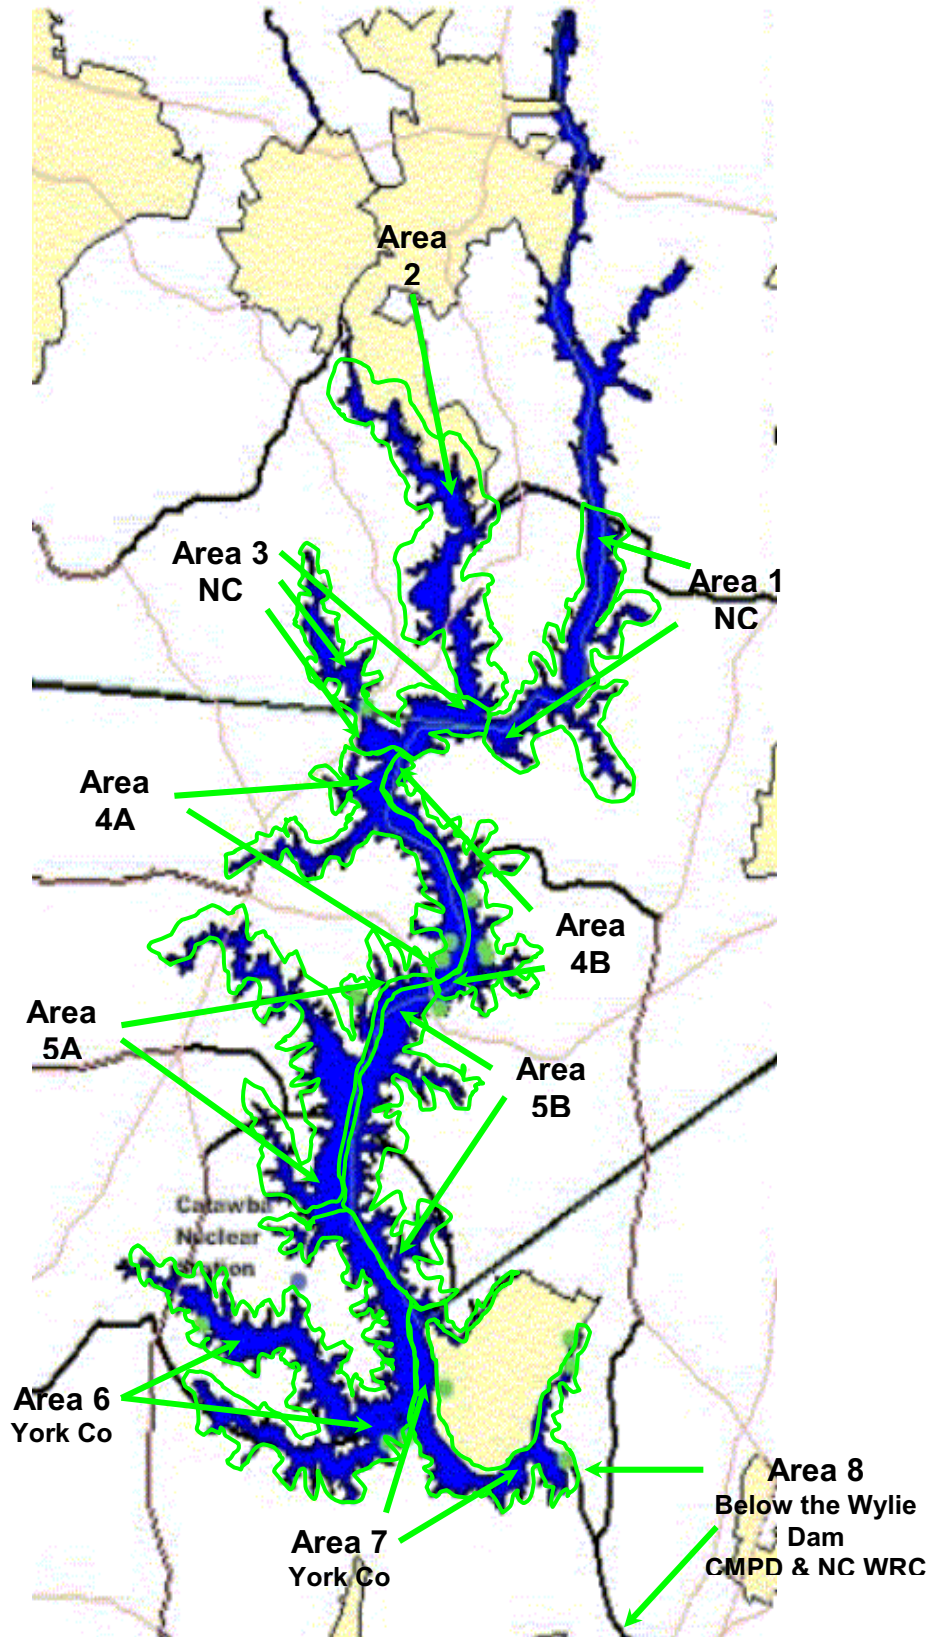 Area
2
Area 3
NC
Area 1
NC
Area
4A
Area
4B
Area
5A
Area
5B
Catawba
Nuclear
Station
Area 6
York Co
Area 7
York Co
Area 8
Below the Wylie
Dam
CMPD & NC WRC